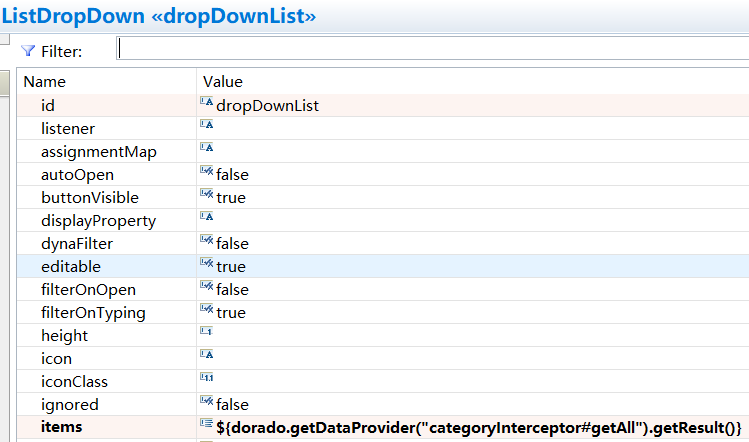 ListDropDown «dropDownList»
Filter:
Name Value
id dropDownList
listener
assignmentMap
autoOpen false
buttonVisible true
displayProperty
dynaFilter false
editable true
filterOnOpen false
filterOnTyping true
height
icon
iconClass
ignored false
items ${dorado.getDataProvider("categoryInterceptor#getAll").getResult()}